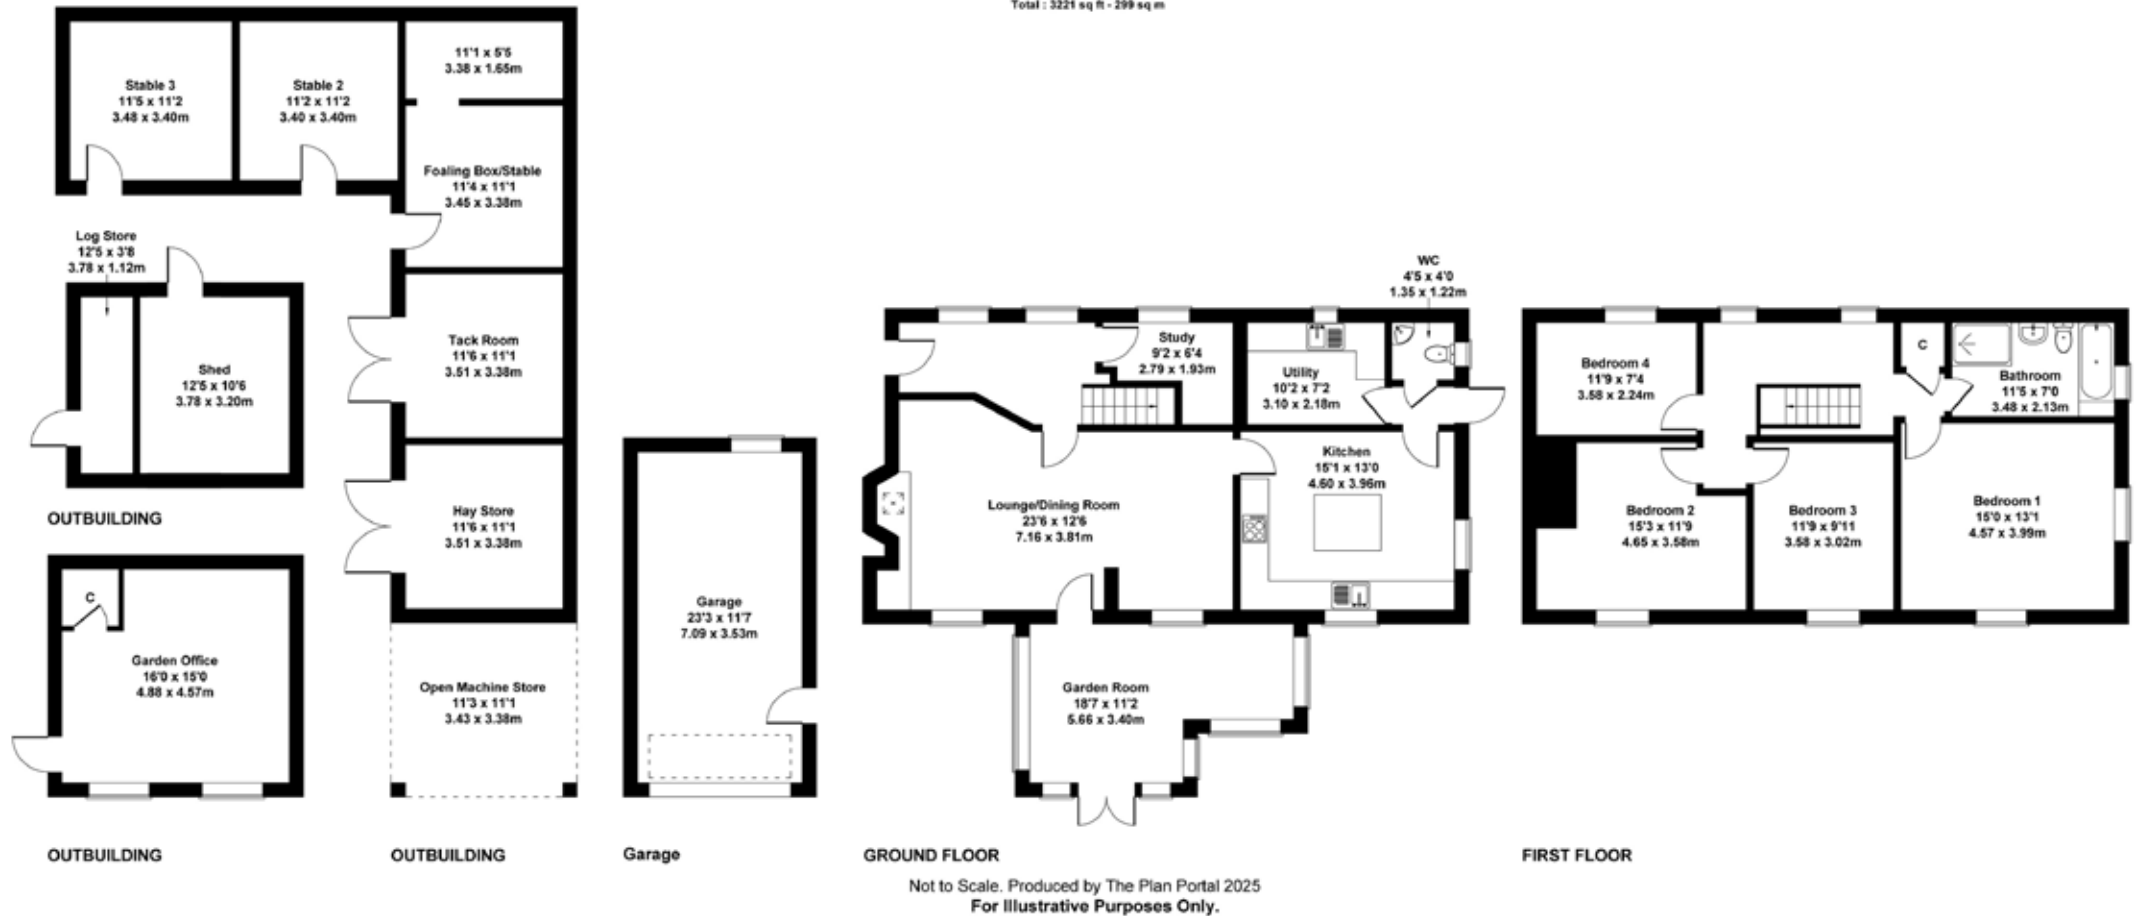 Total : 3221 sq ft - 299 sq m
Stable 3
11'5 x 11'2
3.48 x 3.40m
Stable 2
11'2 x 11'2
3.40 x 3.40m
11'1 x 5'5
3.38 x 1.65m
Foaling Box/Stable
11'4 x 11'1
3.45 x 3.38m
Log Store
12'5 x 3'8
3.78 x 1.12m
Shed
12'5 x 10'6
3.78 x 3.20m
Tack Room
11'6 x 11'1
3.51 x 3.38m
Hay Store
11'6 x 11'1
3.51 x 3.38m
OUTBUILDING
C
Garden Office
16'0 x 15'0
4.88 x 4.57m
Open Machine Store
11'3 x 11'1
3.43 x 3.38m
Garage
23'3 x 11'7
7.09 x 3.53m
WC
4'5 x 4'0
1.35 x 1.22m
Study
9'2 x 6'4
2.79 x 1.93m
Utility
10'2 x 7'2
3.10 x 2.18m
Kitchen
15'1 x 13'0
4.60 x 3.96m
Lounge/Dining Room
23'6 x 12'6
7.16 x 3.81m
Garden Room
18'7 x 11'2
5.66 x 3.40m
Bedroom 4
11'9 x 7'4
3.58 x 2.24m
C
Bathroom
11'5 x 7'0
3.48 x 2.13m
Bedroom 2
15'3 x 11'9
4.65 x 3.58m
Bedroom 3
11'9 x 9'11
3.58 x 3.02m
Bedroom 1
15'0 x 13'1
4.57 x 3.99m
OUTBUILDING
OUTBUILDING
Garage
GROUND FLOOR
FIRST FLOOR
Not to Scale. Produced by The Plan Portal 2025
For Illustrative Purposes Only.